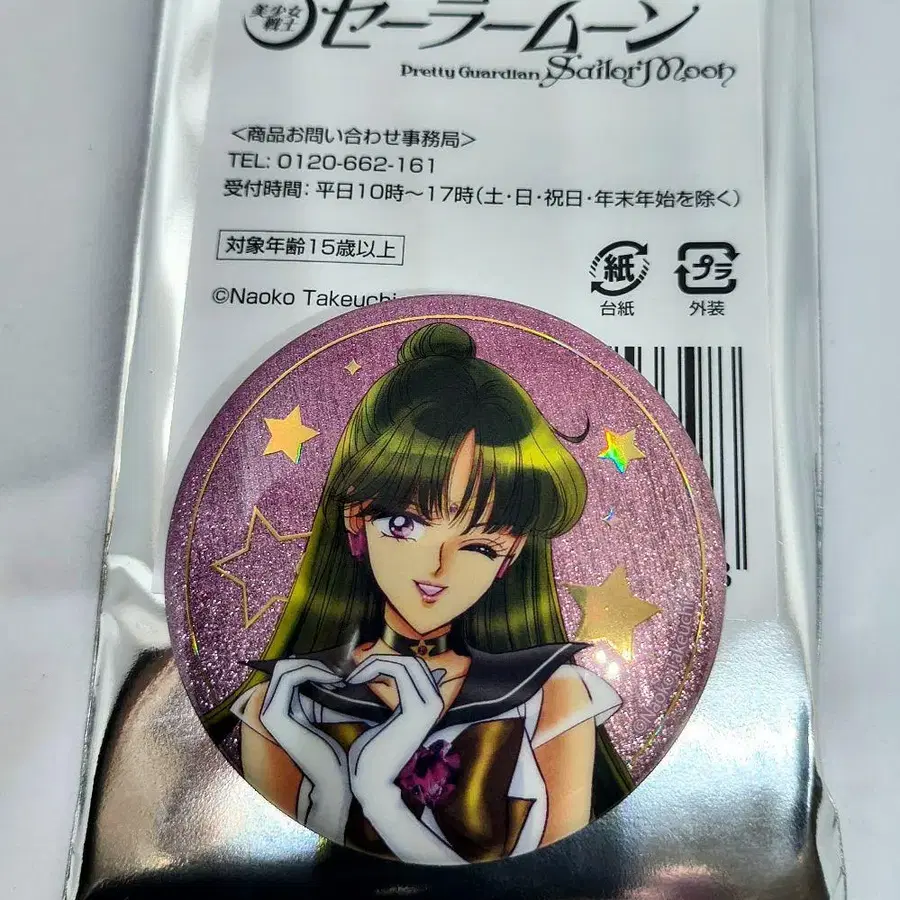 美少女
戦士
セーラームーン
Pretty Guardian Sailor Moon
<商品お問い合わせ事務局>
TEL: 0120-662-161
受付時間:平日10時～17時(土・日・祝日・年末年始を除く)
対象年齢15歳以上
紙
プラ
台紙
外装
©Naoko Takeuchi
©Naoko Takeuchi